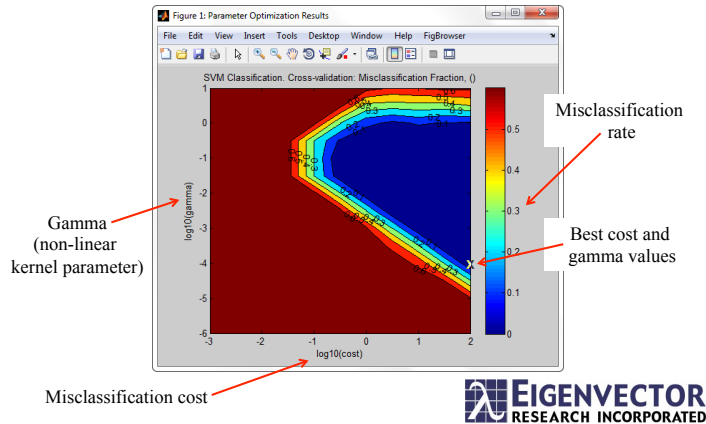 Figure 1: Parameter Optimization Results
File Edit View Insert Tools Desktop Window Help FigBrowser
SVM Classification. Cross-validation: Misclassification Fraction, ()
1
0
-1
-2
-3
-4
-5
-6
log10(gamma)
-3 -2 -1 0 1 2
log10(cost)
0.5
0.4
0.3
0.2
0.1
0
Misclassification
rate
Gamma
(non-linear
kernel parameter)
Best cost and
gamma values
X
Misclassification cost
EIGENVECTOR
RESEARCH INCORPORATED